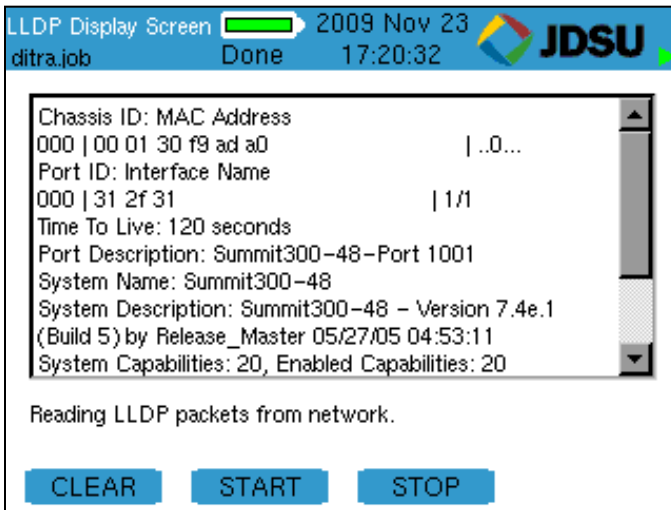 LLDP Display Screen 2009 Nov 23
ditra.job Done 17:20:32 JDSU
Chassis ID: MAC Address
000 | 00 01 30 f9 ad a0 | ..0...
Port ID: Interface Name
000 | 31 2f 31 | 1/1
Time To Live: 120 seconds
Port Description: Summit300-48-Port 1001
System Name: Summit300-48
System Description: Summit300-48 - Version 7.4e.1
(Build 5) by Release_Master 05/27/05 04:53:11
System Capabilities: 20, Enabled Capabilities: 20
Reading LLDP packets from network.
CLEAR START STOP